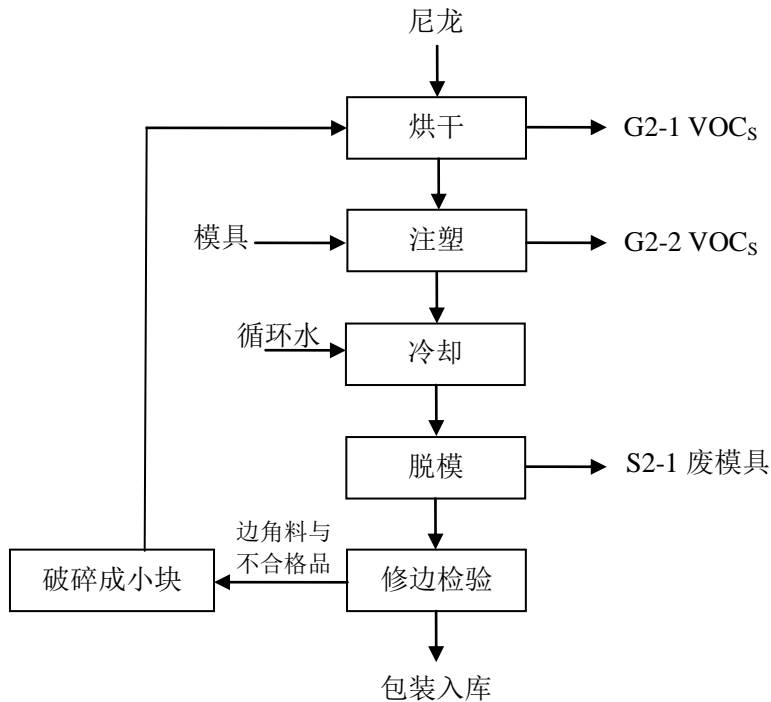 尼龙
烘干
G2-1 VOCS
模具
注塑
G2-2 VOCS
循环水
冷却
脱模
S2-1 废模具
边角料与
不合格品
破碎成小块
修边检验
包装入库